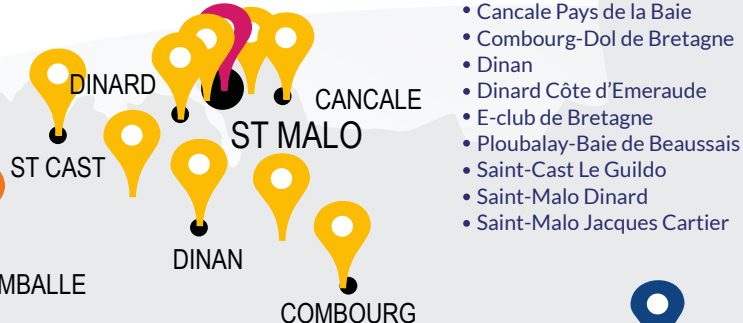 DINARD
CANCALE
ST MALO
ST CAST
DINAN
MBALLE
COMBOURG
• Cancale Pays de la Baie
• Combourg-Dol de Bretagne
• Dinan
• Dinard Côte d'Emeraude
• E-club de Bretagne
• Ploubalay-Baie de Beaussais
• Saint-Cast Le Guildo
• Saint-Malo Dinard
• Saint-Malo Jacques Cartier